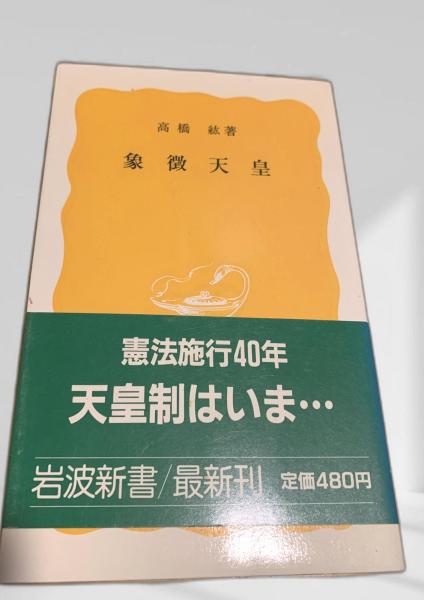 高橋 紘著
象徴天皇
憲法施行40年
天皇制はいま…
岩波新書/最新刊 定価480円